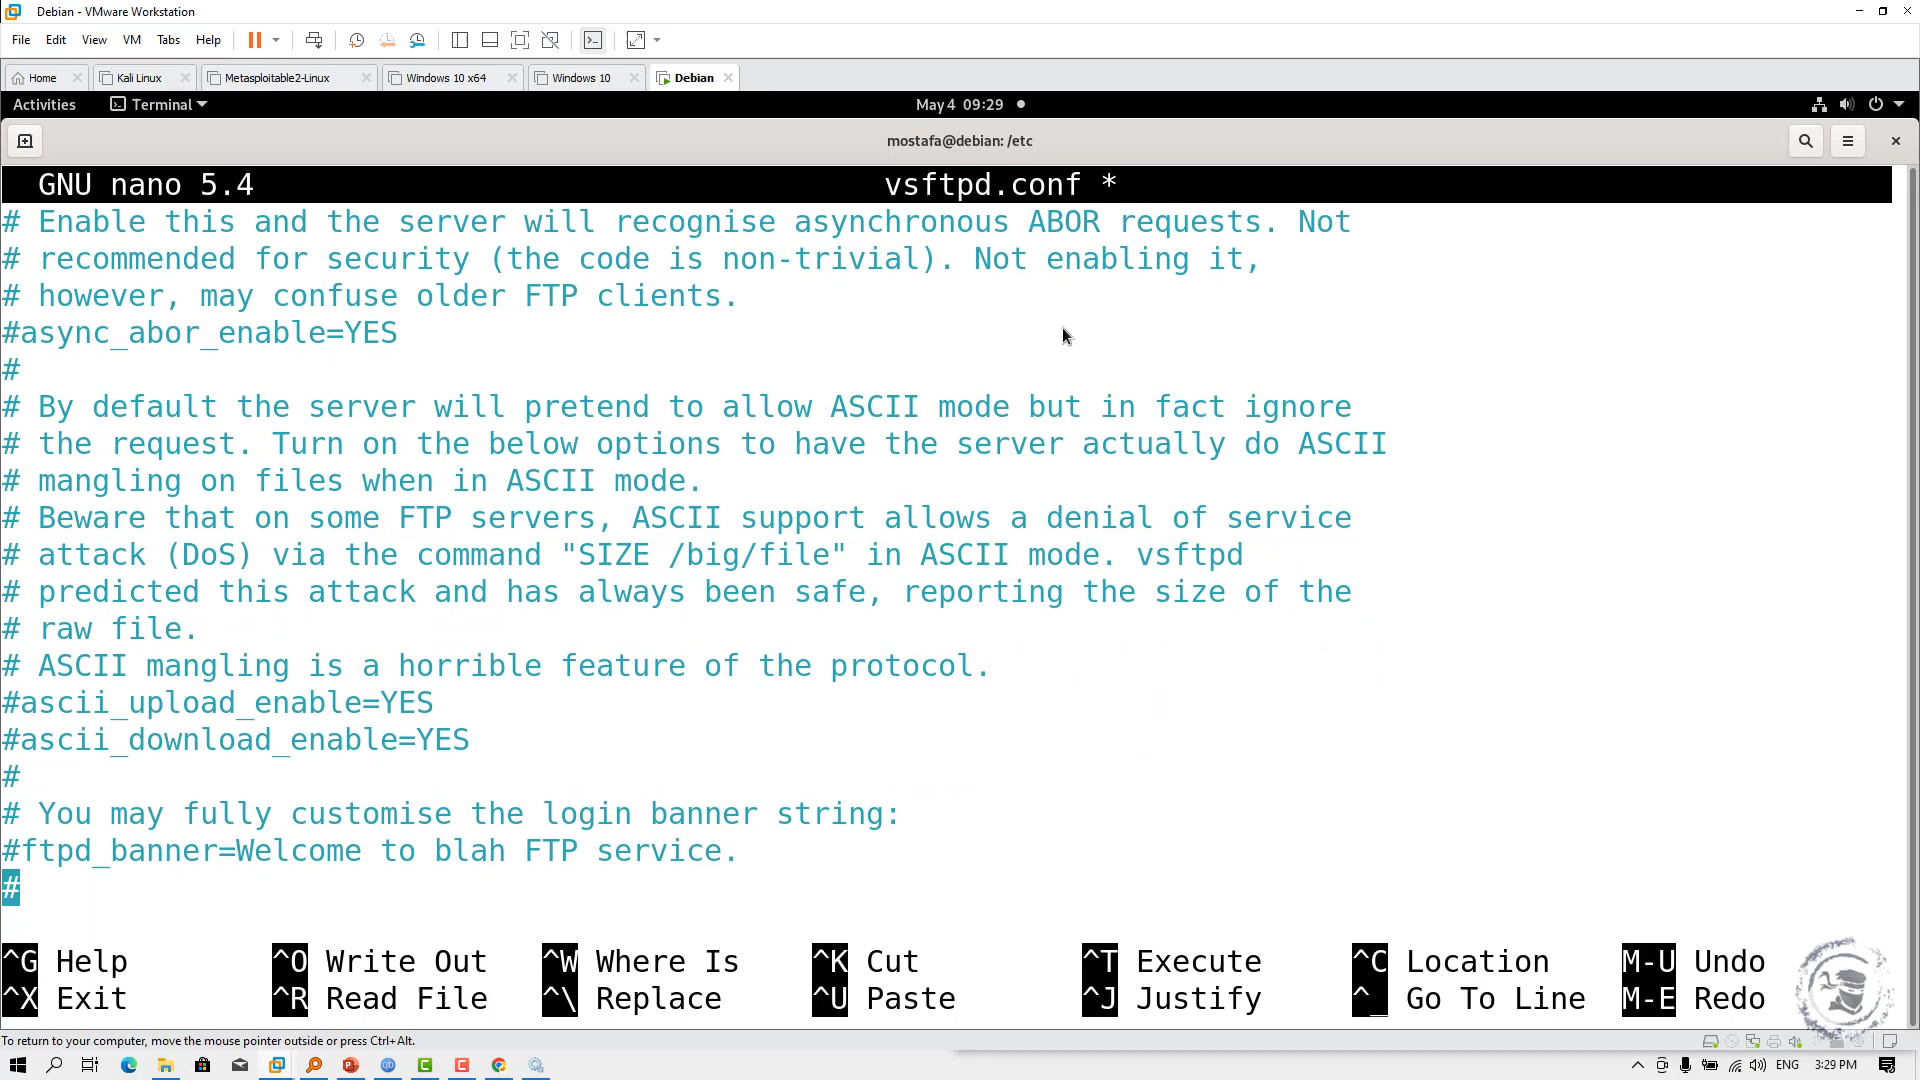 Debian - VMware Workstation
File Edit View VM Tabs Help
Home Kali Linux Metasploitable2-Linux Windows 10 x64 Windows 10 Debian
Activities Terminal May 4 09:29
mostafa@debian: /etc
GNU nano 5.4 vsftpd.conf *
# Enable this and the server will recognise asynchronous ABOR requests. Not
# recommended for security (the code is non-trivial). Not enabling it,
# however, may confuse older FTP clients.
#async_abor_enable=YES
#
# By default the server will pretend to allow ASCII mode but in fact ignore
# the request. Turn on the below options to have the server actually do ASCII
# mangling on files when in ASCII mode.
# Beware that on some FTP servers, ASCII support allows a denial of service
# attack (DoS) via the command "SIZE /big/file" in ASCII mode. vsftpd
# predicted this attack and has always been safe, reporting the size of the
# raw file.
# ASCII mangling is a horrible feature of the protocol.
#ascii_upload_enable=YES
#ascii_download_enable=YES
#
# You may fully customise the login banner string:
#ftpd_banner=Welcome to blah FTP service.
#
^G Help ^O Write Out ^W Where Is ^K Cut ^T Execute ^C Location M-U Undo
^X Exit ^R Read File ^\ Replace ^U Paste ^J Justify ^_ Go To Line M-E Redo
To return to your computer, move the mouse pointer outside or press Ctrl+Alt.
ENG 3:29 PM